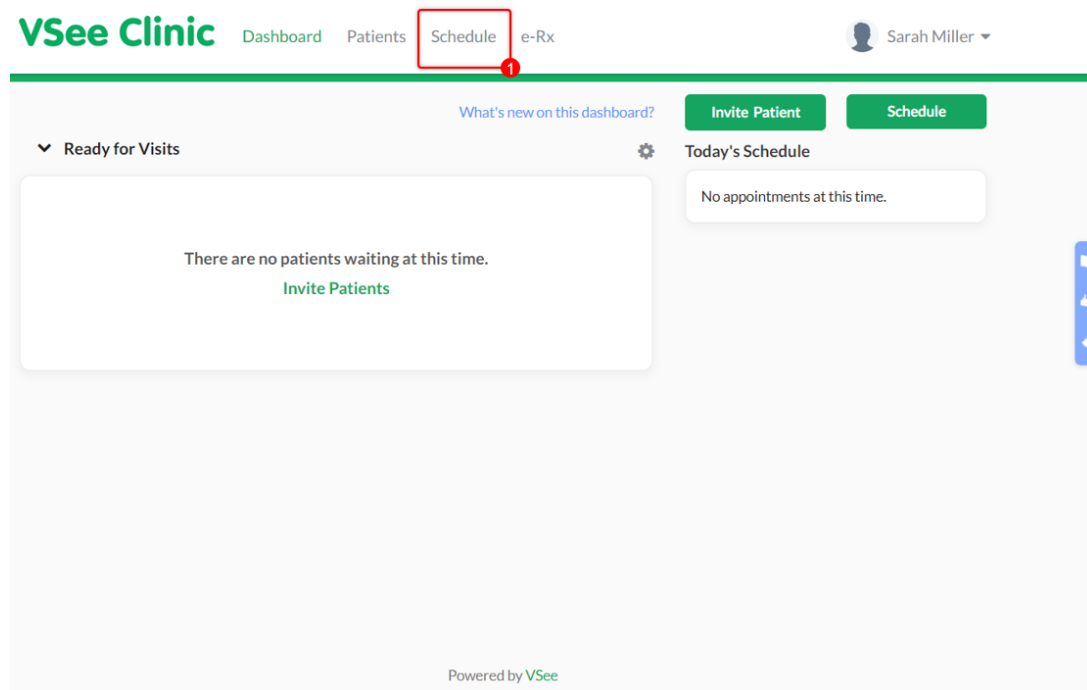 VSee Clinic Dashboard Patients Schedule e-Rx Sarah Miller
1
What's new on this dashboard? Invite Patient Schedule
Ready for Visits
Today's Schedule
No appointments at this time.
There are no patients waiting at this time.
Invite Patients
Powered by VSee